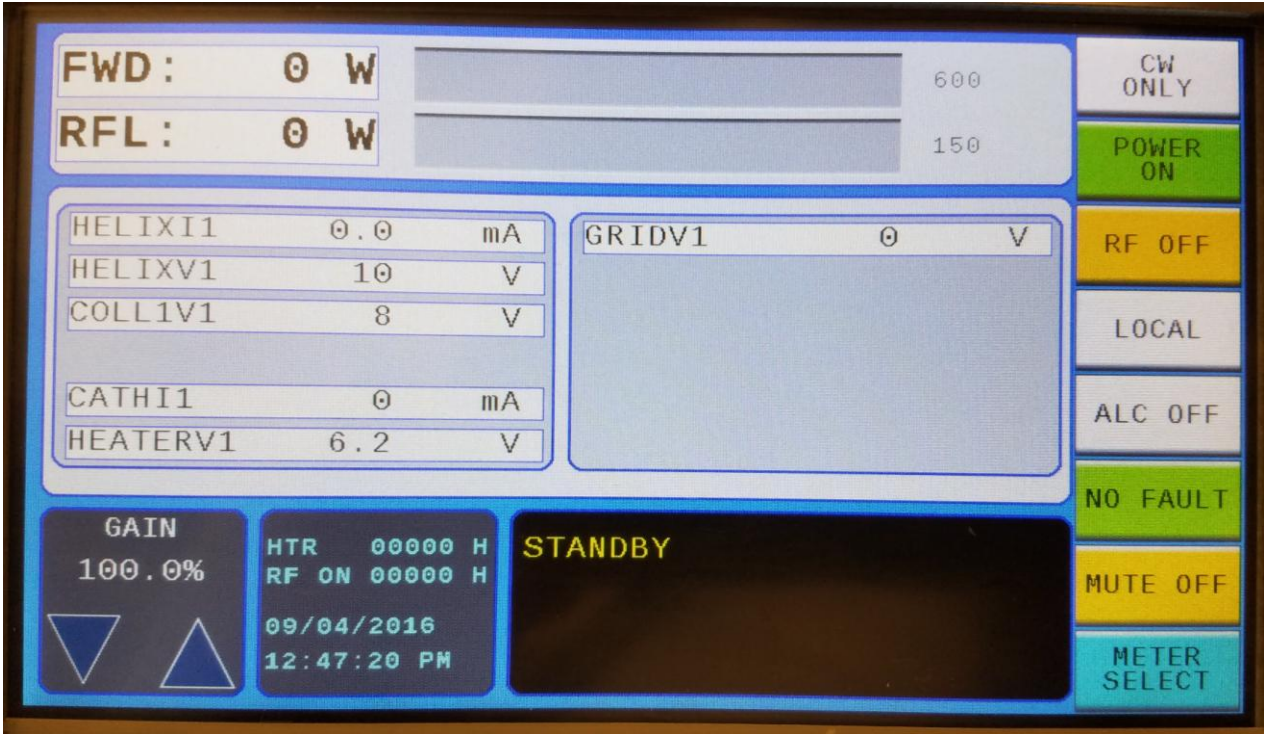 FWD: 0 W
600
RFL: 0 W
150
HELIXI1 0.0 mA
HELIXV1 10 V
COLL1V1 8 V
CATHI1 0 mA
HEATERV1 6.2 V
GRIDV1 0 V
GAIN
100.0%
HTR 00000 H
RF ON 00000 H
09/04/2016
12:47:20 PM
STANDBY
CW
ONLY
POWER
ON
RF OFF
LOCAL
ALC OFF
NO FAULT
MUTE OFF
METER
SELECT